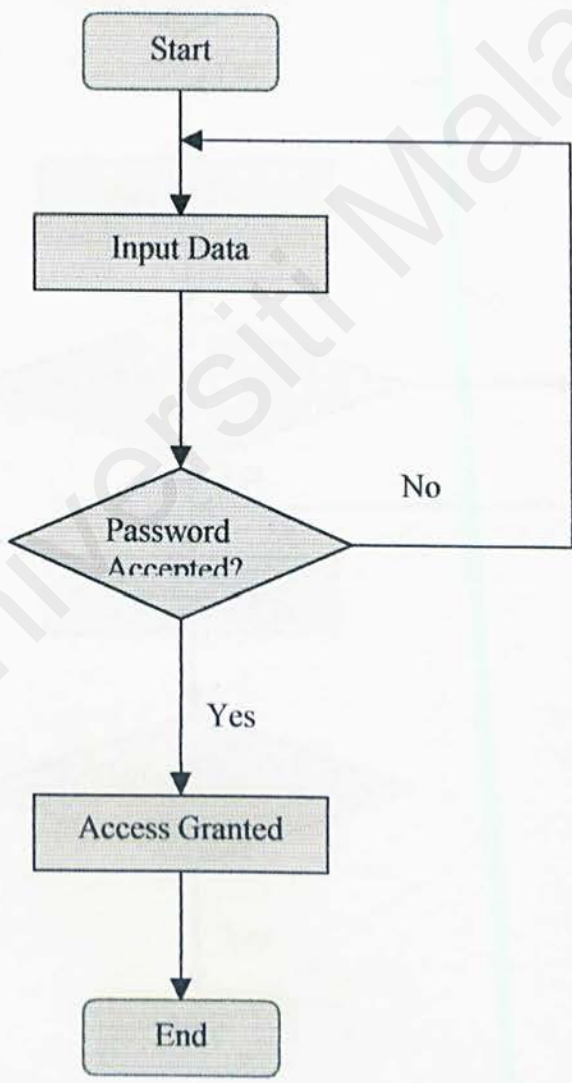 Start
Input Data
No
Password
Accepted?
Yes
Access Granted
End